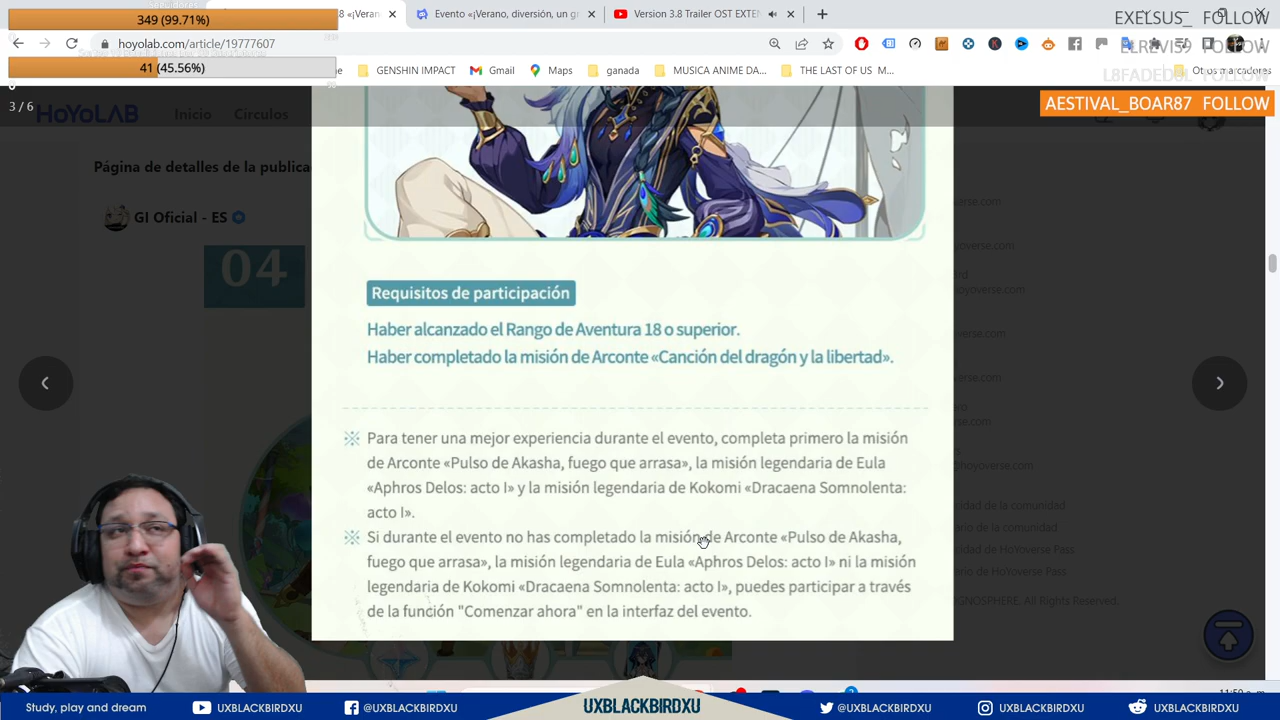 349 (99.71%)
Evento «¡Verano, diversión, un gr
Version 3.8 Trailer OST EXTEN
EXELSUS_ FOLLOW
hoyolab.com/article/19777607
ELREVIS9 FOLLOW
41 (45.56%)
GENSHIN IMPACT
Gmail
Maps
ganada
MUSICA ANIME DA...
THE LAST OF US M...
Otros marcadores
3 / 6
AESTIVAL_BOAR87 FOLLOW
HoYoLAB
Inicio
Círculos
Página de detalles de la publica
GI Oficial - ES
04
Requisitos de participación
Haber alcanzado el Rango de Aventura 18 o superior.
Haber completado la misión de Arconte «Canción del dragón y la libertad».
※ Para tener una mejor experiencia durante el evento, completa primero la misión
de Arconte «Pulso de Akasha, fuego que arrasa», la misión legendaria de Eula
«Aphros Delos: acto I» y la misión legendaria de Kokomi «Dracaena Somnolenta:
acto I».
※ Si durante el evento no has completado la misión de Arconte «Pulso de Akasha,
fuego que arrasa», la misión legendaria de Eula «Aphros Delos: acto I» ni la misión
legendaria de Kokomi «Dracaena Somnolenta: acto I», puedes participar a través
de la función "Comenzar ahora" en la interfaz del evento.
Study, play and dream
UXBLACKBIRDXU
@UXBLACKBIRDXU
UXBLACKBIRDXU
@UXBLACKBIRDXU
UXBLACKBIRDXU
UXBLACKBIRDXU